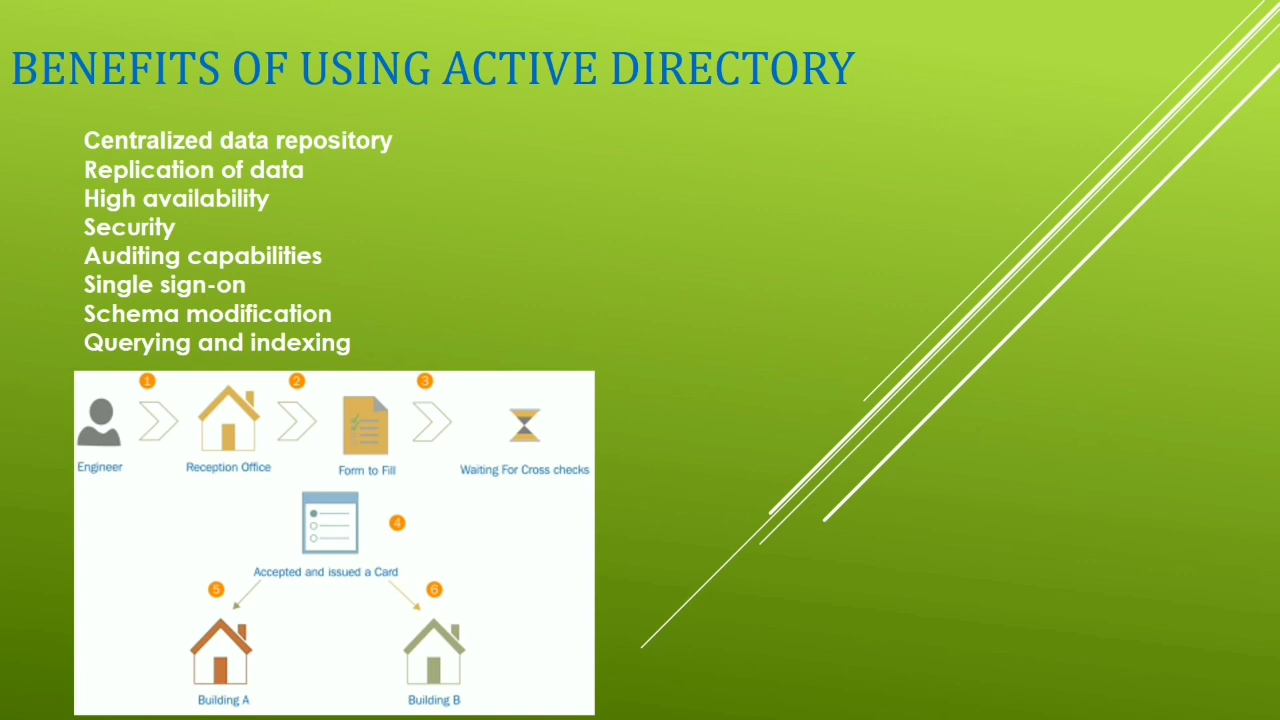 BENEFITS OF USING ACTIVE DIRECTORY
Centralized data repository
Replication of data
High availability
Security
Auditing capabilities
Single sign-on
Schema modification
Querying and indexing
1 2 3
Engineer Reception Office Form to Fill Waiting For Cross checks
4
Accepted and issued a Card
5 6
Building A Building B